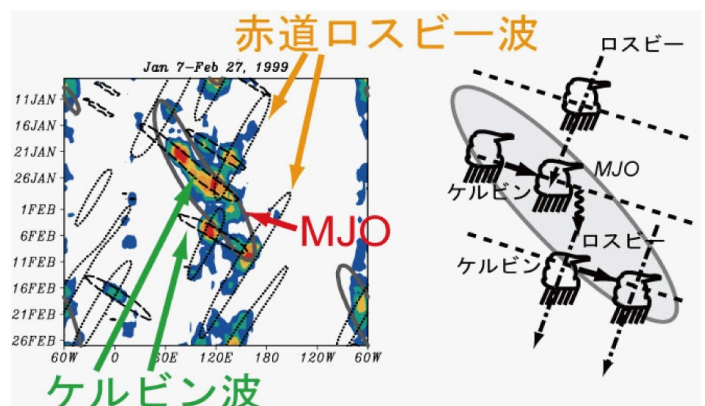 赤道ロスビー波
Jan 7-Feb 27, 1999
11JAN
16JAN
21JAN
26JAN
1FEB
6FEB
11FEB
16FEB
21FEB
26FEB
60W 0 60E 120E 180 120W 60W
MJO
ケルビン波
ロスビー
MJO
ケルビン
ロスビー
ケルビン